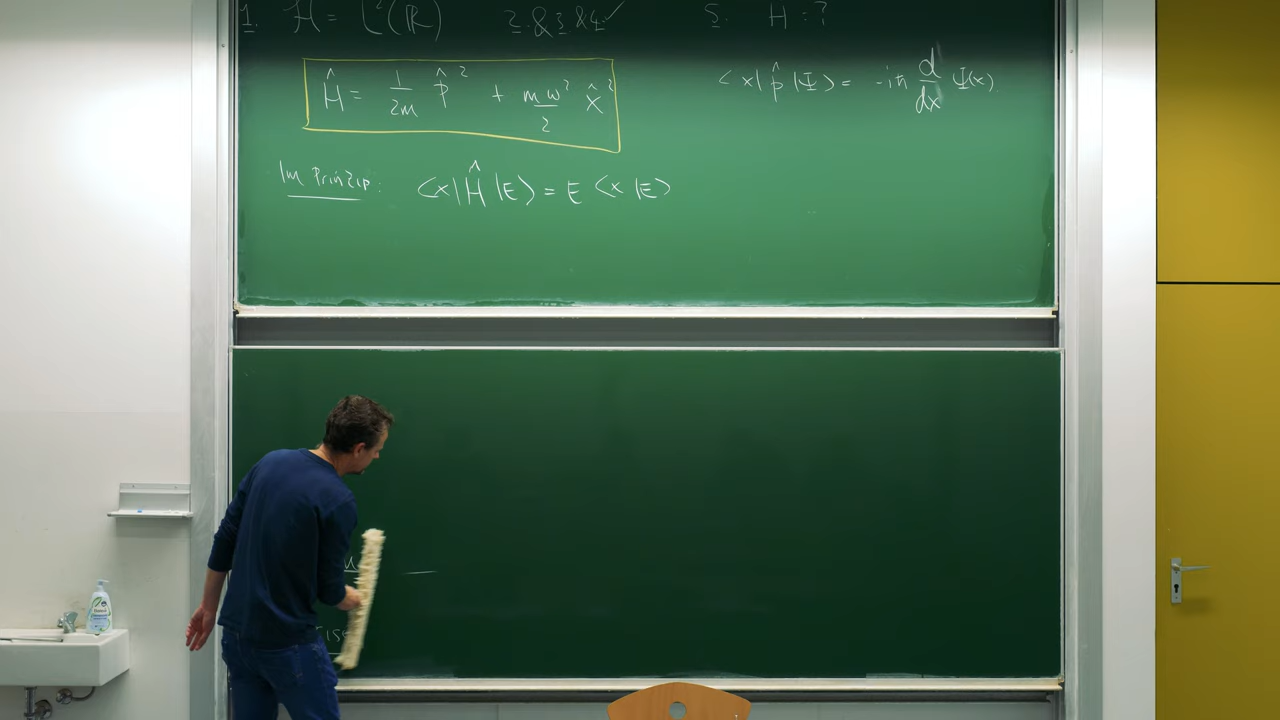 1. H = L²(ℝ) 2.&3&4.✓ 5. H = ?
Ĥ = 1/2m p̂² + mω²/2 x̂²
⟨x|p̂|Ψ⟩ = -iħ d/dx Ψ(x)
Im Prinzip: ⟨x|Ĥ|E⟩ = E ⟨x|E⟩